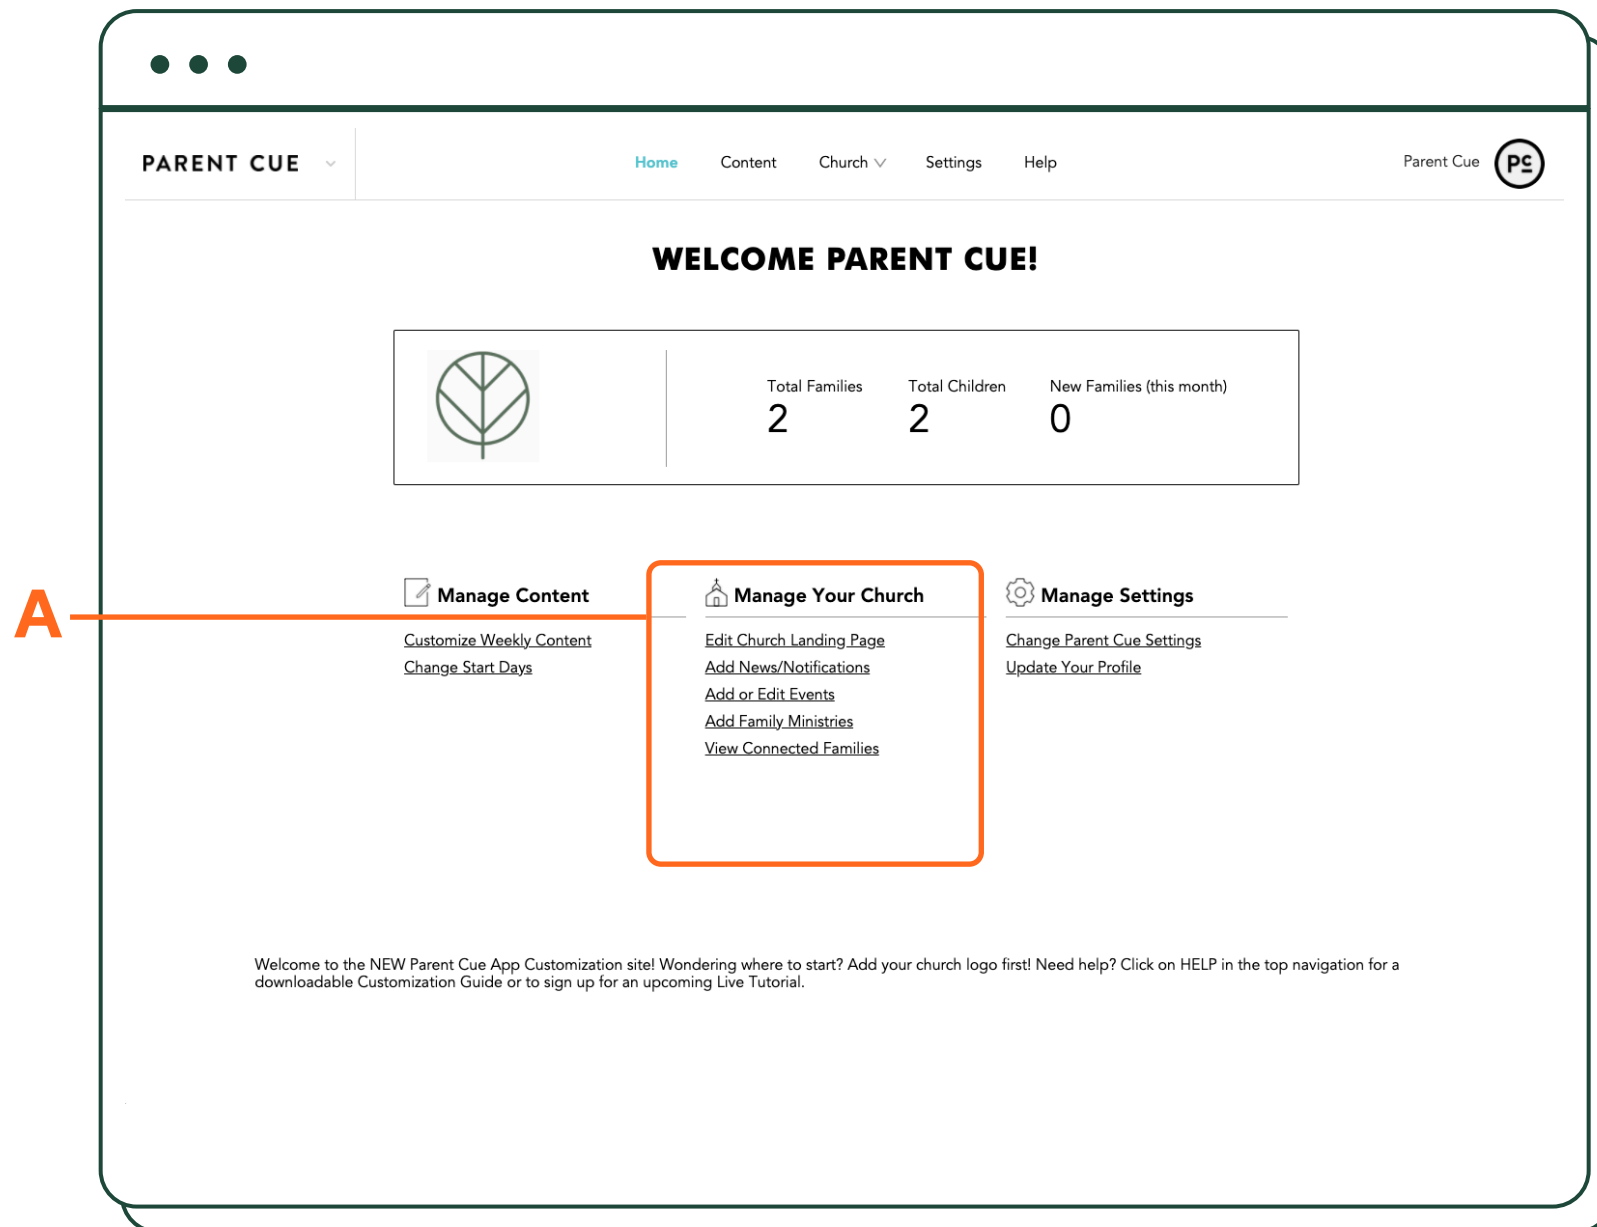 PARENT CUE
Home Content Church Settings Help
Parent Cue
PC
WELCOME PARENT CUE!
Total Families Total Children New Families (this month)
2 2 0
A
Manage Content
Customize Weekly Content
Change Start Days
Manage Your Church
Edit Church Landing Page
Add News/Notifications
Add or Edit Events
Add Family Ministries
View Connected Families
Manage Settings
Change Parent Cue Settings
Update Your Profile
Welcome to the NEW Parent Cue App Customization site! Wondering where to start? Add your church logo first! Need help? Click on HELP in the top navigation for a
downloadable Customization Guide or to sign up for an upcoming Live Tutorial.